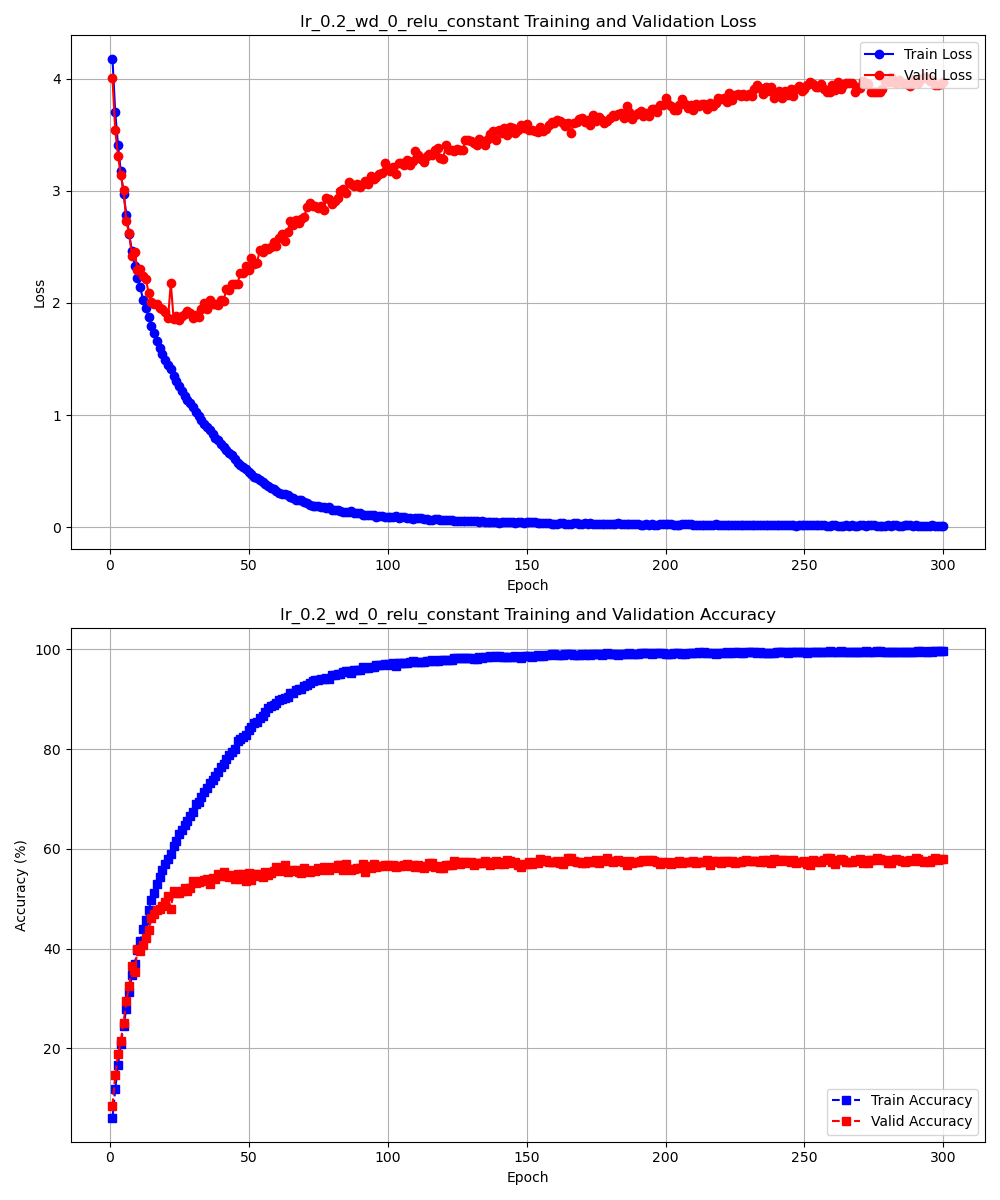 lr_0.2_wd_0_relu_constant Training and Validation Loss
Train Loss
Valid Loss
4
3
2
1
0
Loss
0 50 100 150 200 250 300
Epoch
lr_0.2_wd_0_relu_constant Training and Validation Accuracy
100
80
60
40
20
Accuracy (%)
Train Accuracy
Valid Accuracy
0 50 100 150 200 250 300
Epoch